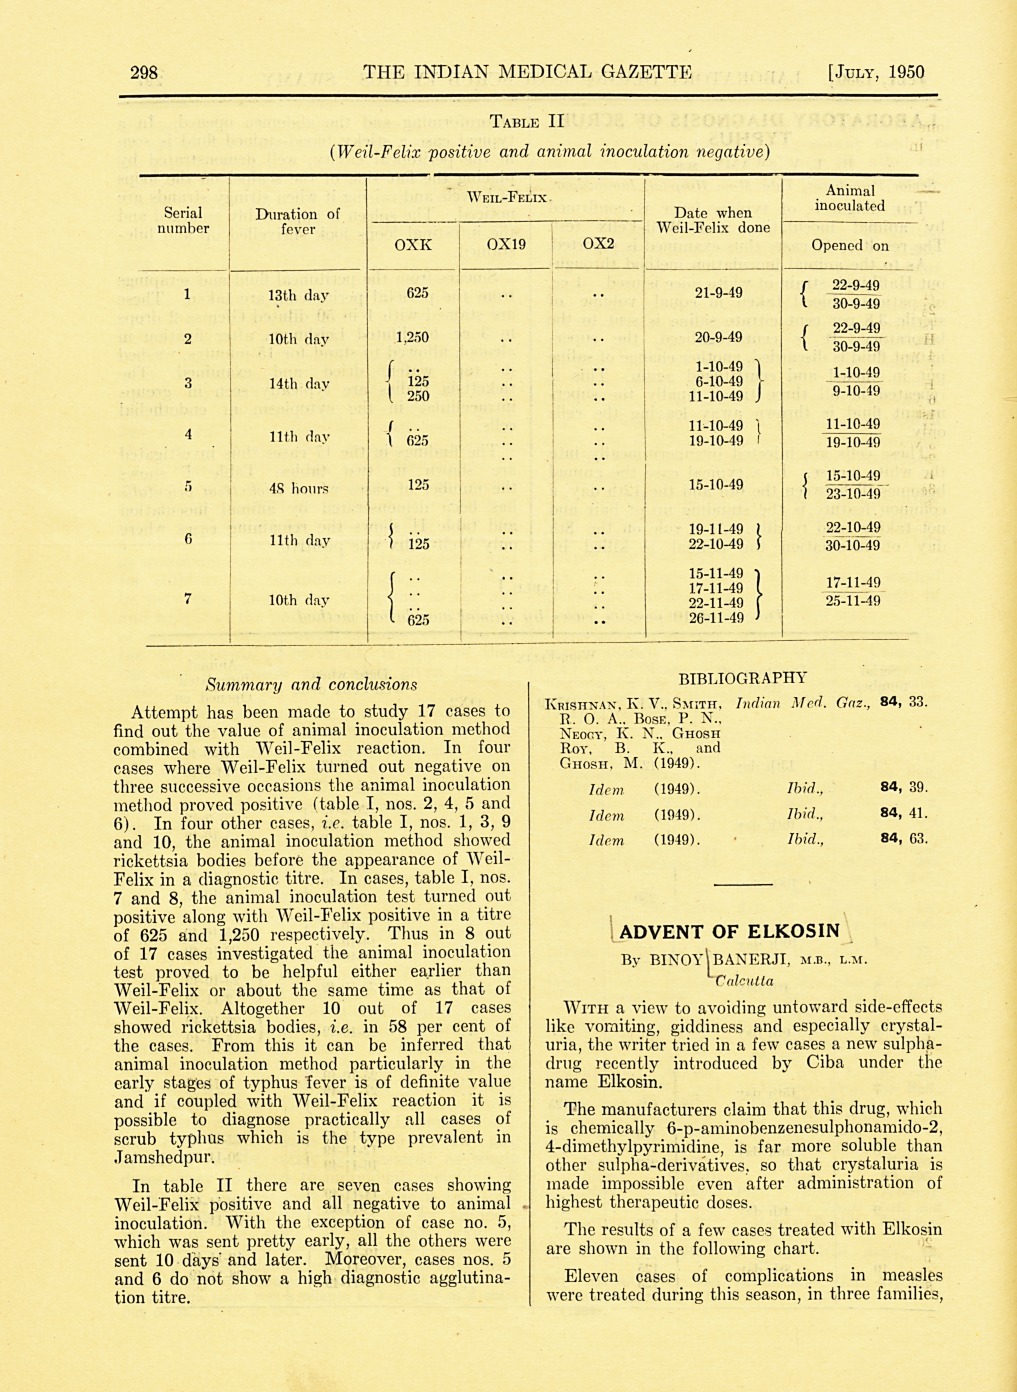 298 THE INDIAN MEDICAL GAZETTE [JULY, 1950
TABLE II
(Weil-Felix positive and animal inoculation negative)
Serial number Duration of fever WEIL-FELIX Date when Weil-Felix done Animal inoculated
OXK OX19 OX2 Opened on
1 13th day 625 .. .. 21-9-49 { 22-9-49
30-9-49
2 10th day 1,250 .. .. 20-9-49 { 22-9-49
30-9-49
3 14th day { .. .. .. 1-10-49 } 1-10-49
125 .. .. 6-10-49
250 .. .. 11-10-49 9-10-49
4 11th day { .. .. .. 11-10-49 } 11-10-49
625 .. .. 19-10-49 19-10-49
.. ..
5 48 hours 125 .. .. 15-10-49 { 15-10-49
23-10-49
6 11th day { .. .. .. 19-11-49 } 22-10-49
125 .. .. 22-10-49 30-10-49
7 10th day { .. .. .. 15-11-49 } 17-11-49
.. .. .. 17-11-49
.. .. .. 22-11-49 25-11-49
625 .. .. 26-11-49
Summary and conclusions
Attempt has been made to study 17 cases to
find out the value of animal inoculation method
combined with Weil-Felix reaction. In four
cases where Weil-Felix turned out negative on
three successive occasions the animal inoculation
method proved positive (table I, nos. 2, 4, 5 and
6). In four other cases, i.e. table I, nos. 1, 3, 9
and 10, the animal inoculation method showed
rickettsia bodies before the appearance of Weil-
Felix in a diagnostic titre. In cases, table I, nos.
7 and 8, the animal inoculation test turned out
positive along with Weil-Felix positive in a titre
of 625 and 1,250 respectively. Thus in 8 out
of 17 cases investigated the animal inoculation
test proved to be helpful either earlier than
Weil-Felix or about the same time as that of
Weil-Felix. Altogether 10 out of 17 cases
showed rickettsia bodies, i.e. in 58 per cent of
the cases. From this it can be inferred that
animal inoculation method particularly in the
early stages of typhus fever is of definite value
and if coupled with Weil-Felix reaction it is
possible to diagnose practically all cases of
scrub typhus which is the type prevalent in
Jamshedpur.
In table II there are seven cases showing
Weil-Felix positive and all negative to animal
inoculation. With the exception of case no. 5,
which was sent pretty early, all the others were
sent 10 days and later. Moreover, cases nos. 5
and 6 do not show a high diagnostic agglutina-
tion titre.
BIBLIOGRAPHY
KRISHNAN, K. V., SMITH, Indian Med. Gaz., 84, 33.
R. O. A., BOSE, P. N.,
NEOGY, K. N., GHOSH
ROY, B. K., and
GHOSH, M. (1949).
Idem (1949). Ibid., 84, 39.
Idem (1949). Ibid., 84, 41.
Idem (1949). Ibid., 84, 63.
ADVENT OF ELKOSIN
By BINOY BANERJI, M.B., L.M.
Calcutta
WITH a view to avoiding untoward side-effects
like vomiting, giddiness and especially crystal-
uria, the writer tried in a few cases a new sulpha-
drug recently introduced by Ciba under the
name Elkosin.
The manufacturers claim that this drug, which
is chemically 6-p-aminobenzenesulphonamido-2,
4-dimethylpyrimidine, is far more soluble than
other sulpha-derivatives, so that crystaluria is
made impossible even after administration of
highest therapeutic doses.
The results of a few cases treated with Elkosin
are shown in the following chart.
Eleven cases of complications in measles
were treated during this season, in three families,